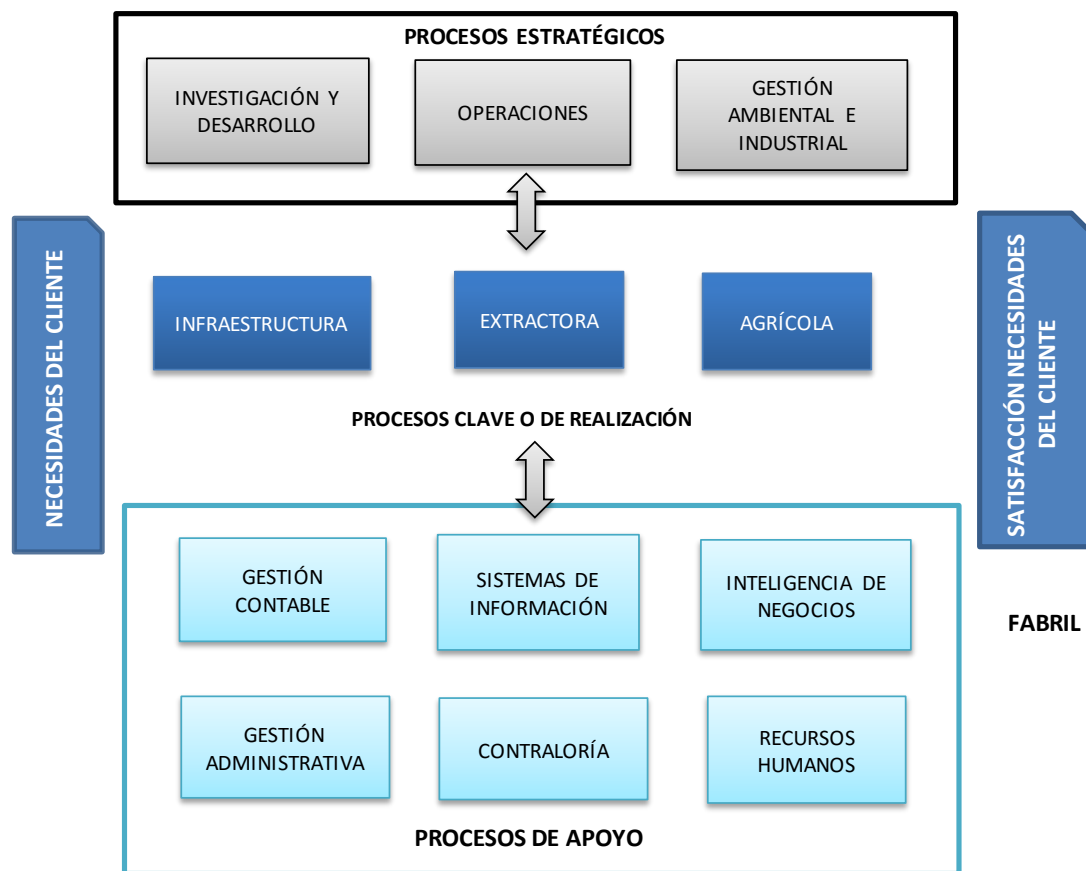 PROCESOS ESTRATÉGICOS
INVESTIGACIÓN Y
DESARROLLO
OPERACIONES
GESTIÓN
AMBIENTAL E
INDUSTRIAL
NECESIDADES DEL CLIENTE
INFRAESTRUCTURA
EXTRACTORA
AGRÍCOLA
SATISFACCIÓN NECESIDADES
DEL CLIENTE
PROCESOS CLAVE O DE REALIZACIÓN
GESTIÓN
CONTABLE
SISTEMAS DE
INFORMACIÓN
INTELIGENCIA DE
NEGOCIOS
FABRIL
GESTIÓN
ADMINISTRATIVA
CONTRALORÍA
RECURSOS
HUMANOS
PROCESOS DE APOYO